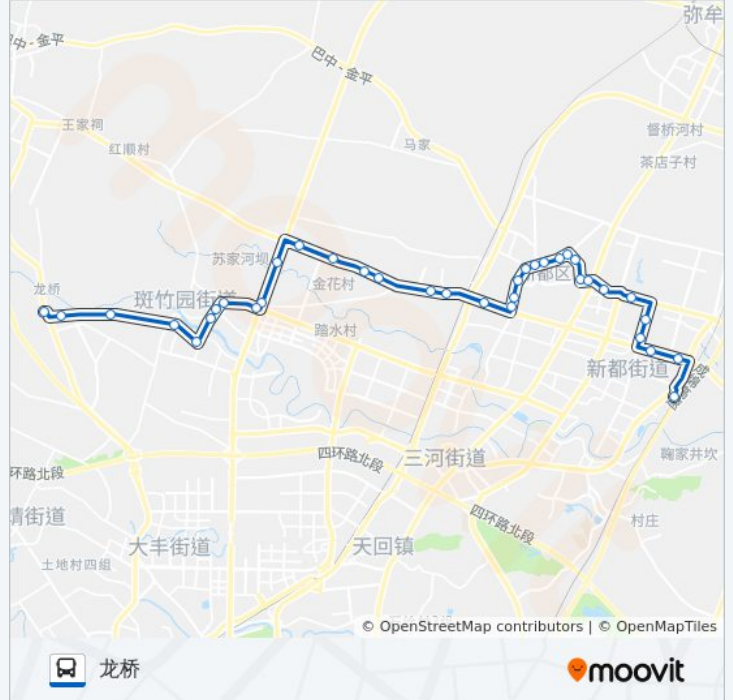 弥牟
中 - 金平
巴中 - 金平
王家祠
督桥河村
红顺村
马家
茶店子村
苏家河坝
都区
龙桥
金花村
斑竹园街道
踏水村
新都街道
成
三河街道
四环路北段
鞠家井坎
环路北段
四环路北段
靖街道
村庄
大丰街道
天回镇
土地村四组
© OpenStreetMap contributors | © OpenMapTiles
龙桥
moovit